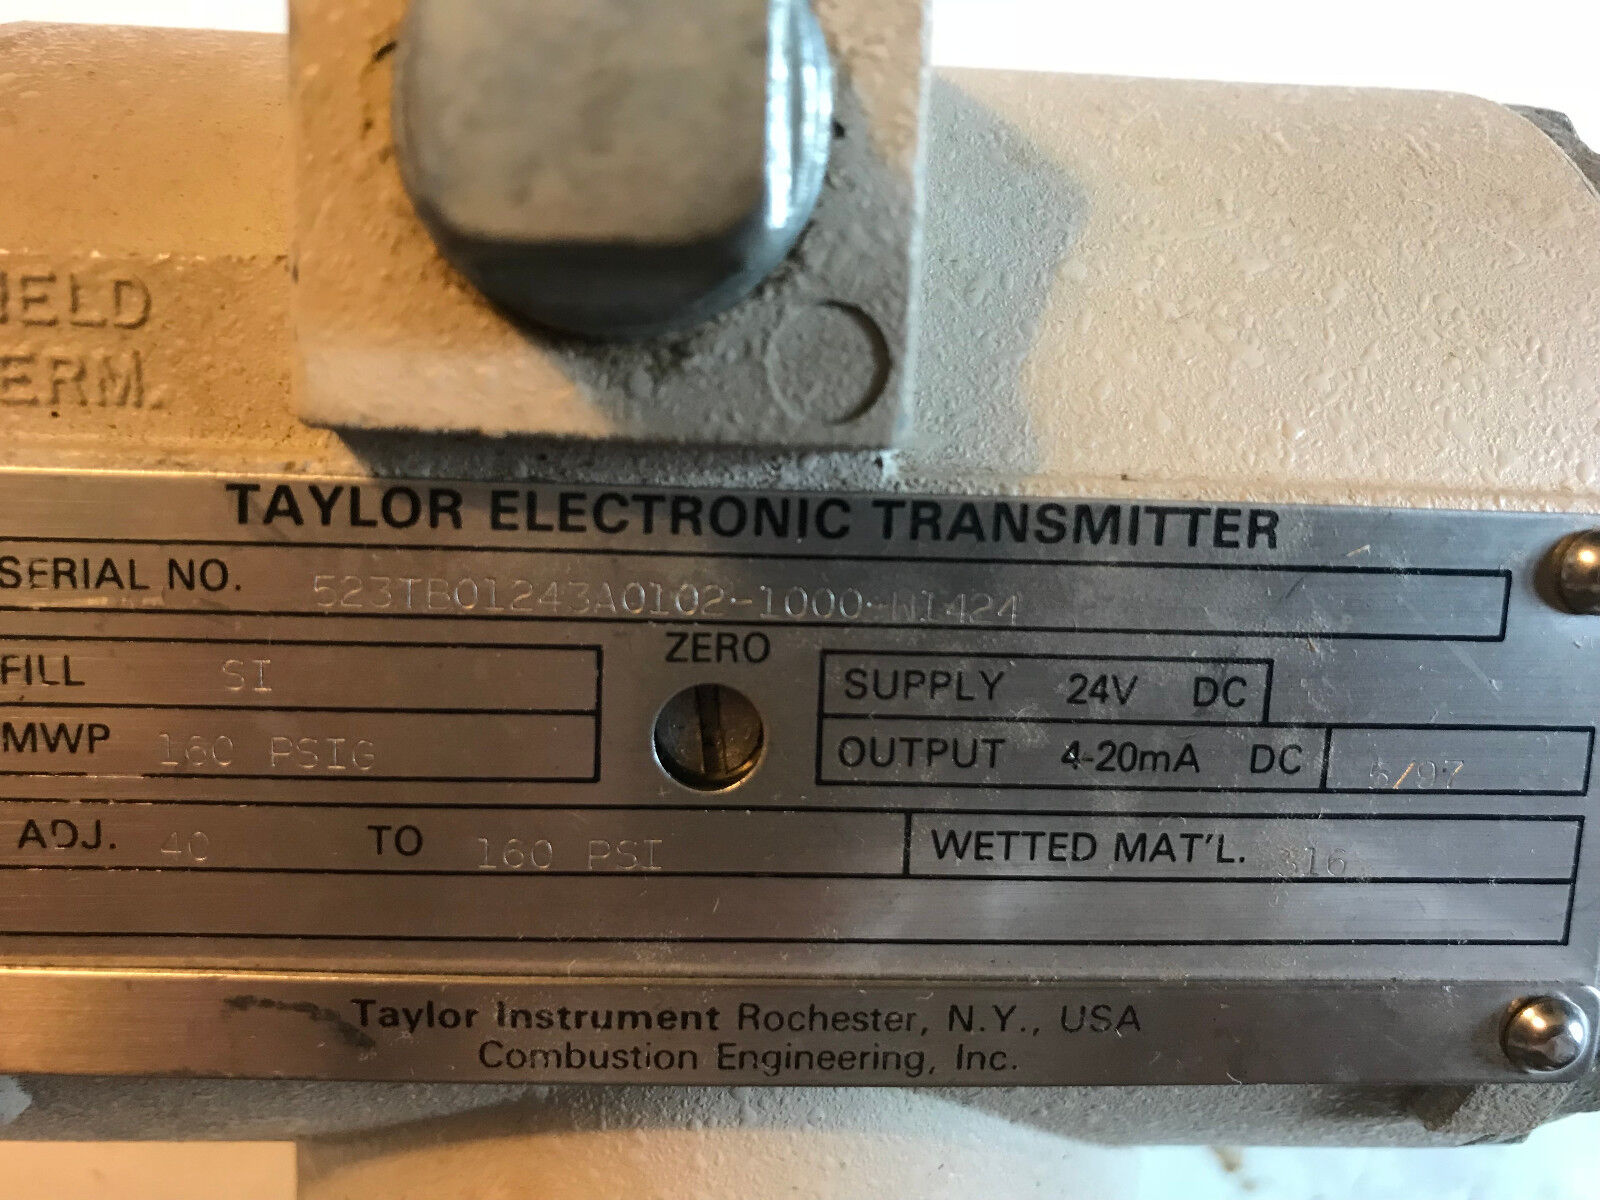 IELD
ERM.
TAYLOR ELECTRONIC TRANSMITTER
SERIAL NO. 523TB01243A0102-1000-W1424
ZERO
FILL SI
SUPPLY 24V DC
MWP 160 PSIG
OUTPUT 4-20mA DC 5/97
ADJ. 40 TO 160 PSI WETTED MAT'L. 316
Taylor Instrument Rochester, N.Y., USA
Combustion Engineering, Inc.